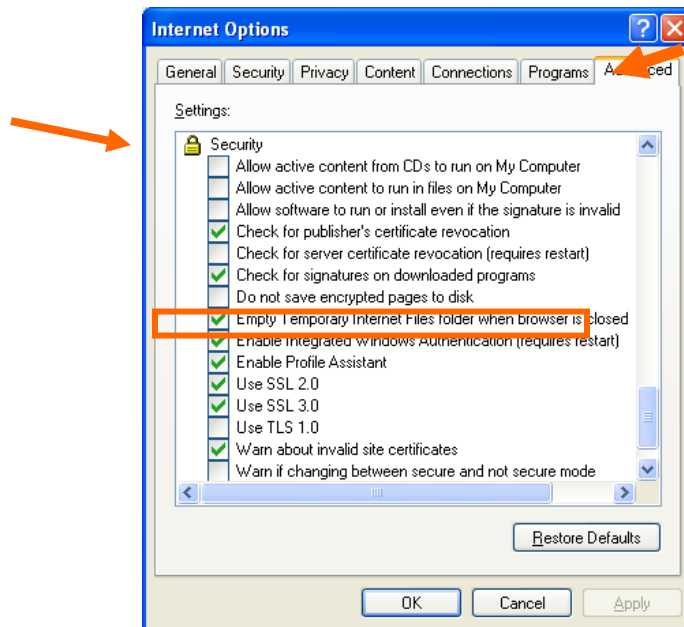 Internet Options
General Security Privacy Content Connections Programs Advanced
Settings:
Security
Allow active content from CDs to run on My Computer
Allow active content to run in files on My Computer
Allow software to run or install even if the signature is invalid
Check for publisher's certificate revocation
Check for server certificate revocation (requires restart)
Check for signatures on downloaded programs
Do not save encrypted pages to disk
Empty Temporary Internet Files folder when browser is closed
Enable Integrated Windows Authentication (requires restart)
Enable Profile Assistant
Use SSL 2.0
Use SSL 3.0
Use TLS 1.0
Warn about invalid site certificates
Warn if changing between secure and not secure mode
Restore Defaults
OK Cancel Apply